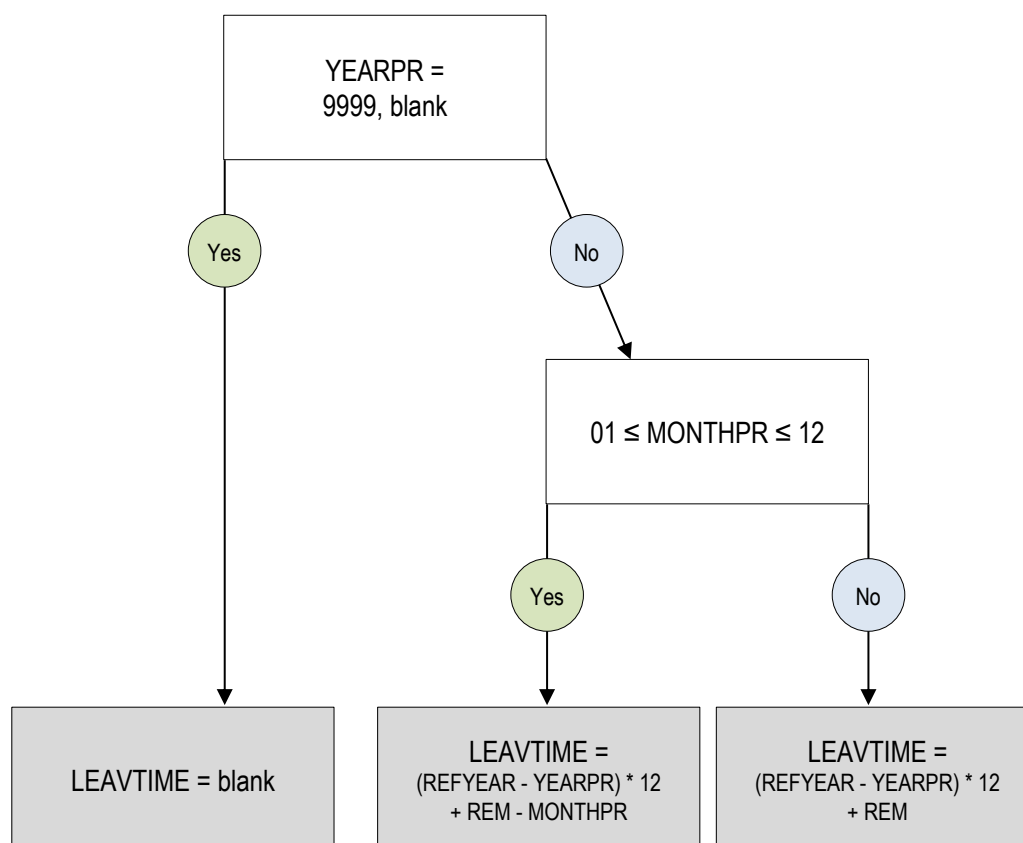 YEARPR =
9999, blank
Yes
No
01 ≤ MONTHPR ≤ 12
Yes
No
LEAVTIME = blank
LEAVTIME =
(REFYEAR - YEARPR) * 12
+ REM - MONTHPR
LEAVTIME =
(REFYEAR - YEARPR) * 12
+ REM